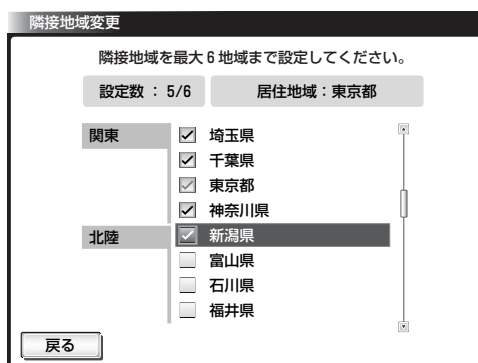 隣接地域変更
隣接地域を最大6地域まで設定してください。
設定数 : 5/6 居住地域：東京都
関東 埼玉県
千葉県
東京都
神奈川県
北陸 新潟県
富山県
石川県
福井県
戻る